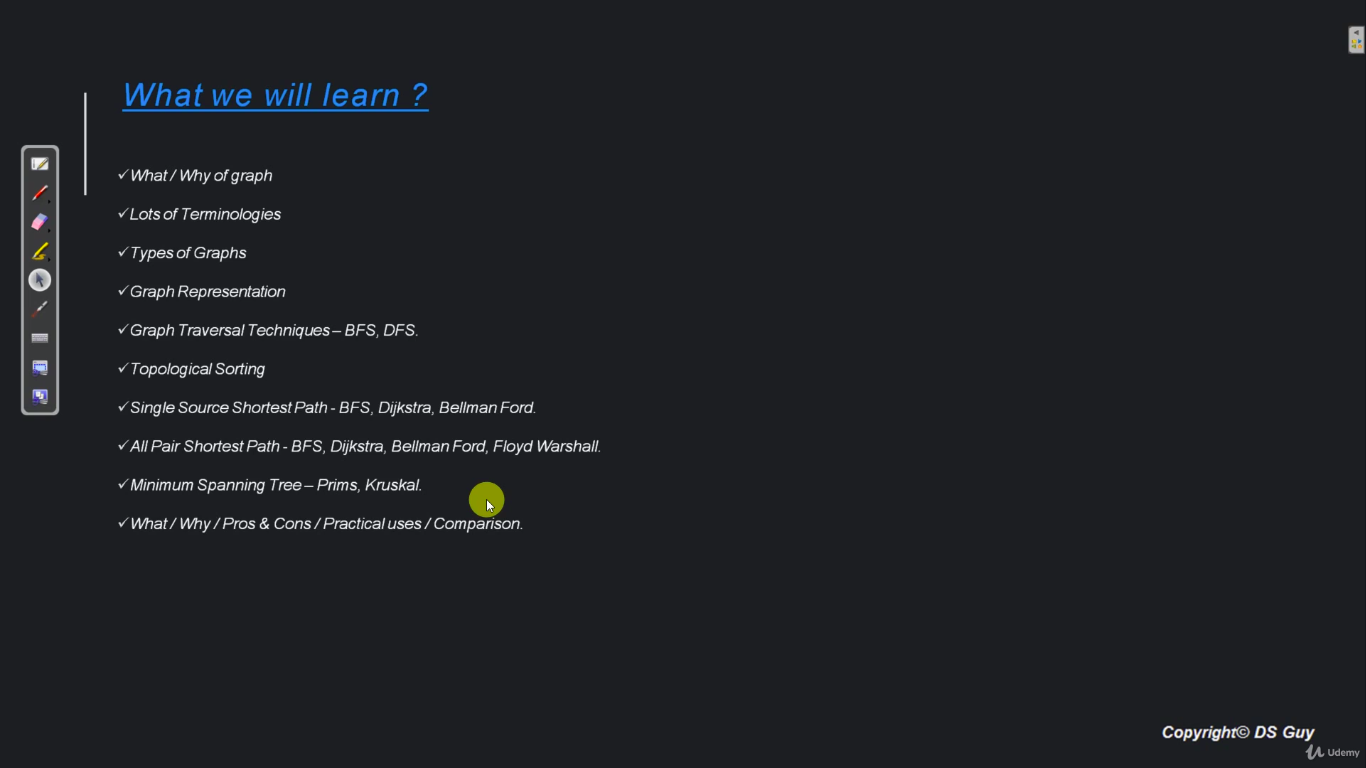 What we will learn ?
✓What / Why of graph
✓Lots of Terminologies
✓Types of Graphs
✓Graph Representation
✓Graph Traversal Techniques – BFS, DFS.
✓Topological Sorting
✓Single Source Shortest Path - BFS, Dijkstra, Bellman Ford.
✓All Pair Shortest Path - BFS, Dijkstra, Bellman Ford, Floyd Warshall.
✓Minimum Spanning Tree – Prims, Kruskal.
✓What / Why / Pros & Cons / Practical uses / Comparison.
Copyright© DS Guy
Udemy